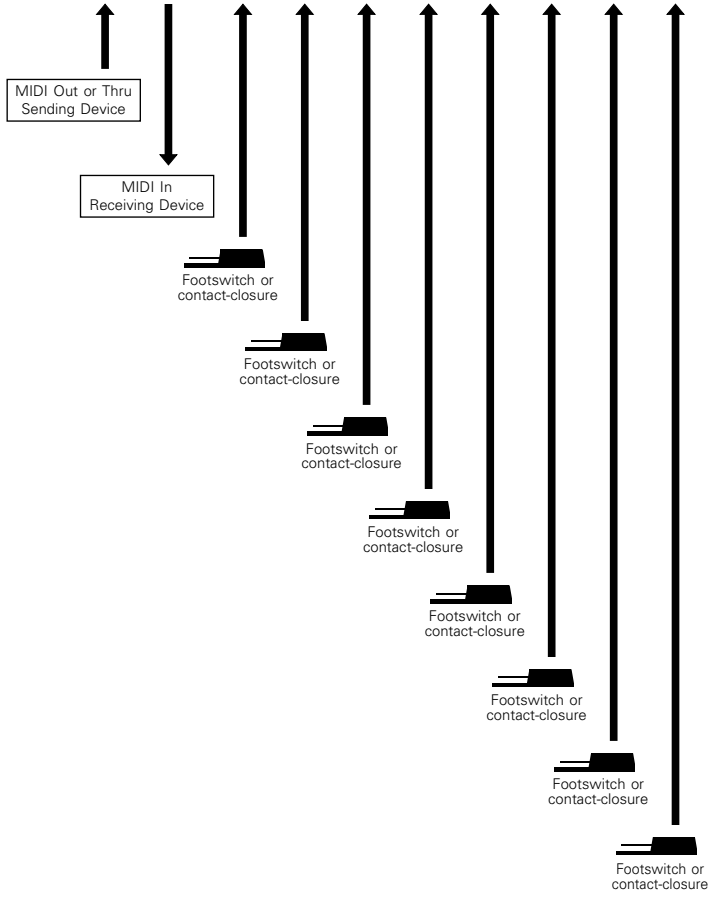 MIDI Out or Thru
Sending Device
MIDI In
Receiving Device
Footswitch or
contact-closure
Footswitch or
contact-closure
Footswitch or
contact-closure
Footswitch or
contact-closure
Footswitch or
contact-closure
Footswitch or
contact-closure
Footswitch or
contact-closure
Footswitch or
contact-closure